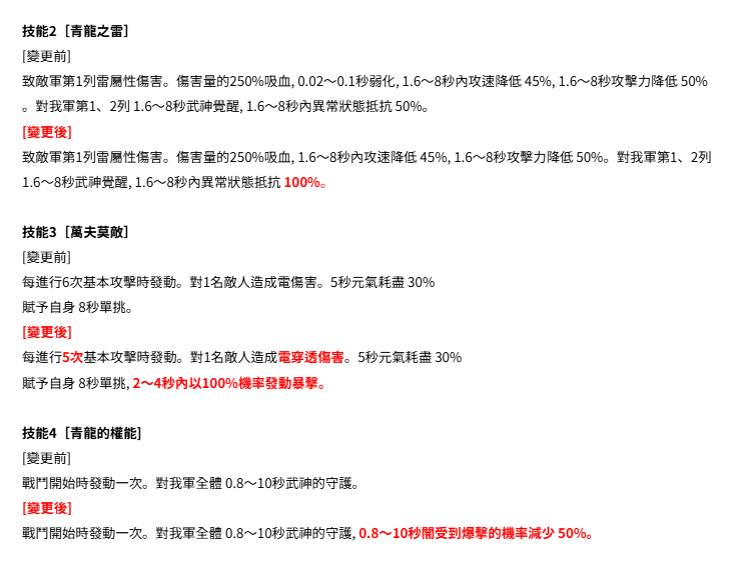 技能2［青龍之雷］
[變更前]
致敵軍第1列雷屬性傷害。傷害量的250%吸血, 0.02～0.1秒弱化, 1.6～8秒內攻速降低 45%, 1.6～8秒攻擊力降低 50%
。對我軍第1、2列 1.6～8秒武神覺醒, 1.6～8秒內異常狀態抵抗 50%。
[變更後]
致敵軍第1列雷屬性傷害。傷害量的250%吸血, 1.6～8秒內攻速降低 45%, 1.6～8秒攻擊力降低 50%。對我軍第1、2列
1.6～8秒武神覺醒, 1.6～8秒內異常狀態抵抗 100%。
技能3［萬夫莫敵］
[變更前]
每進行6次基本攻擊時發動。對1名敵人造成電傷害。5秒元氣耗盡 30%
賦予自身 8秒單挑。
[變更後]
每進行5次基本攻擊時發動。對1名敵人造成電穿透傷害。5秒元氣耗盡 30%
賦予自身 8秒單挑, 2～4秒內以100%機率發動暴擊。
技能4［青龍的權能]
[變更前]
戰鬥開始時發動一次。對我軍全體 0.8～10秒武神的守護。
[變更後]
戰鬥開始時發動一次。對我軍全體 0.8～10秒武神的守護, 0.8～10秒間受到爆擊的機率減少 50%。